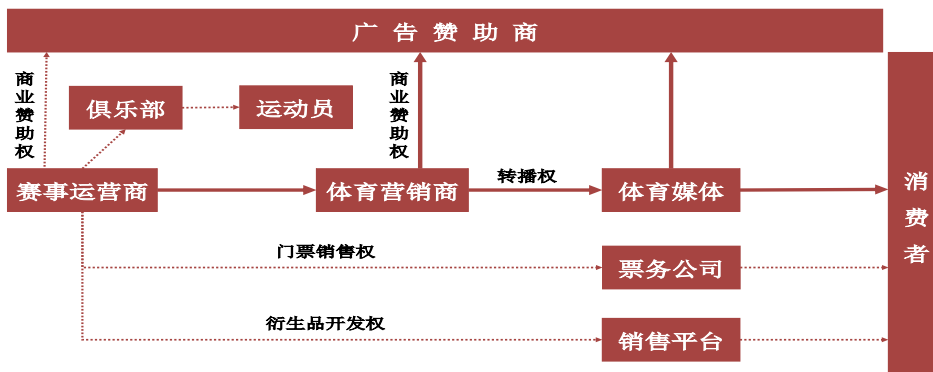 广告赞助商
商业赞助权
俱乐部
运动员
商业赞助权
赛事运营商
体育营销商
转播权
体育媒体
消费者
门票销售权
票务公司
衍生品开发权
销售平台